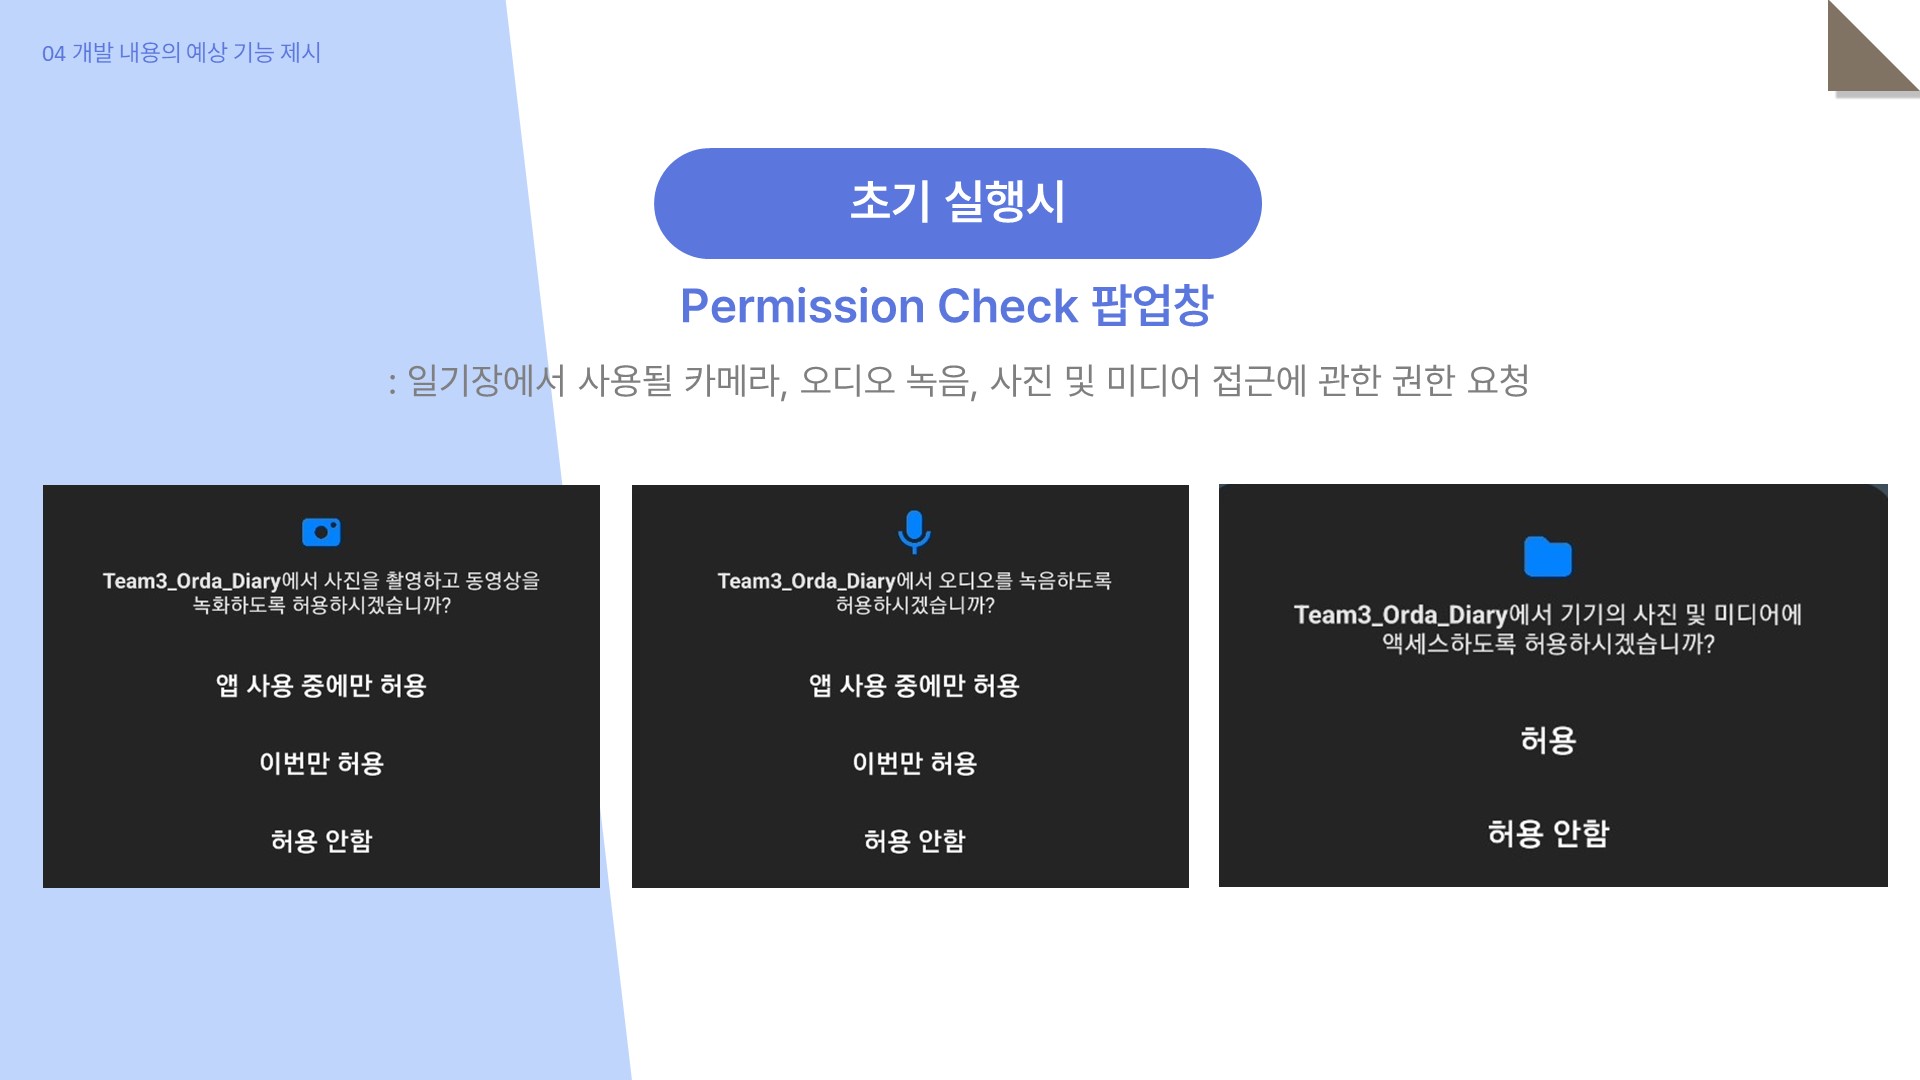 04 개발 내용의 예상 기능 제시
초기 실행시
Permission Check 팝업창
: 일기장에서 사용될 카메라, 오디오 녹음, 사진 및 미디어 접근에 관한 권한 요청
Team3_Orda_Diary에서 사진을 촬영하고 동영상을
녹화하도록 허용하시겠습니까?
앱 사용 중에만 허용
이번만 허용
허용 안함
Team3_Orda_Diary에서 오디오를 녹음하도록
허용하시겠습니까?
앱 사용 중에만 허용
이번만 허용
허용 안함
Team3_Orda_Diary에서 기기의 사진 및 미디어에
액세스하도록 허용하시겠습니까?
허용
허용 안함